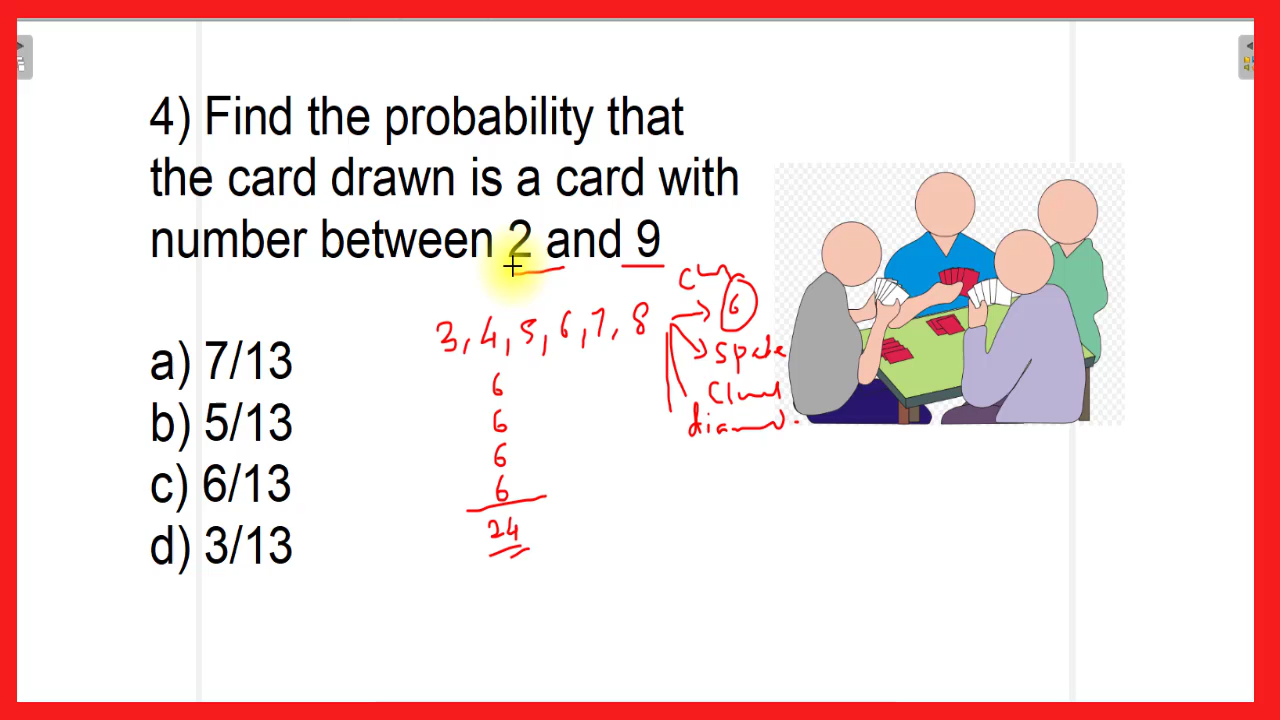 4) Find the probability that
the card drawn is a card with
number between 2 and 9
3, 4, 5, 6, 7, 8
6
spade
diamond.
a) 7/13
b) 5/13
c) 6/13
d) 3/13
6
6
6
6
24